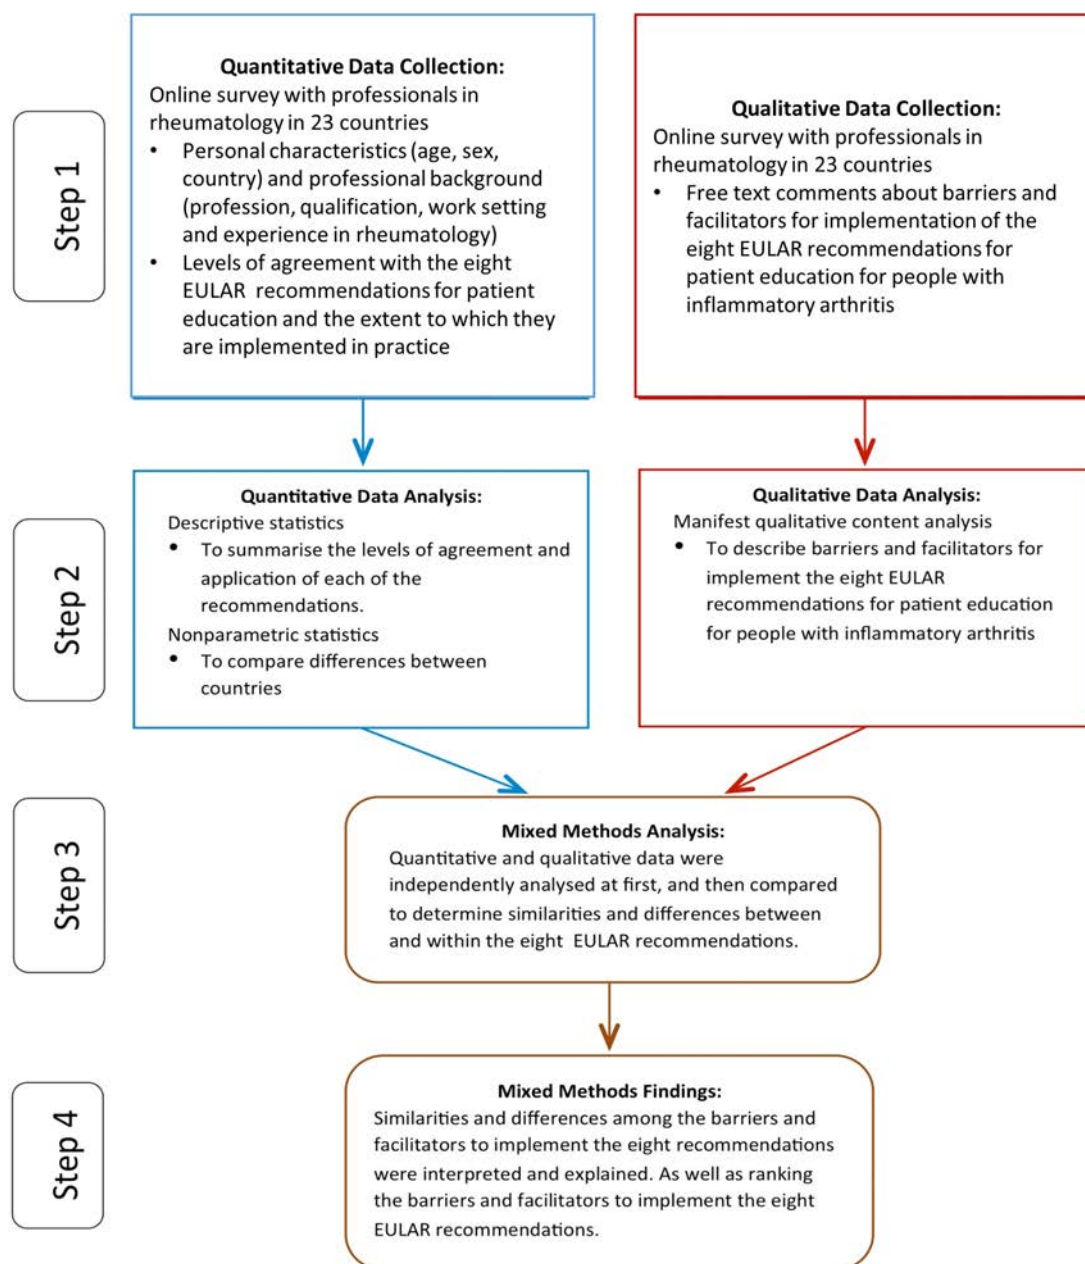 Step 1
Quantitative Data Collection:
Online survey with professionals in
rheumatology in 23 countries
• Personal characteristics (age, sex,
country) and professional background
(profession, qualification, work setting
and experience in rheumatology)
• Levels of agreement with the eight
EULAR recommendations for patient
education and the extent to which they
are implemented in practice
Qualitative Data Collection:
Online survey with professionals in
rheumatology in 23 countries
• Free text comments about barriers and
facilitators for implementation of the
eight EULAR recommendations for
patient education for people with
inflammatory arthritis
Step 2
Quantitative Data Analysis:
Descriptive statistics
• To summarise the levels of agreement and
application of each of the
recommendations.
Nonparametric statistics
• To compare differences between
countries
Qualitative Data Analysis:
Manifest qualitative content analysis
• To describe barriers and facilitators for
implement the eight EULAR
recommendations for patient education
for people with inflammatory arthritis
Step 3
Mixed Methods Analysis:
Quantitative and qualitative data were
independently analysed at first, and then compared
to determine similarities and differences between
and within the eight EULAR recommendations.
Step 4
Mixed Methods Findings:
Similarities and differences among the barriers and
facilitators to implement the eight recommendations
were interpreted and explained. As well as ranking
the barriers and facilitators to implement the eight
EULAR recommendations.